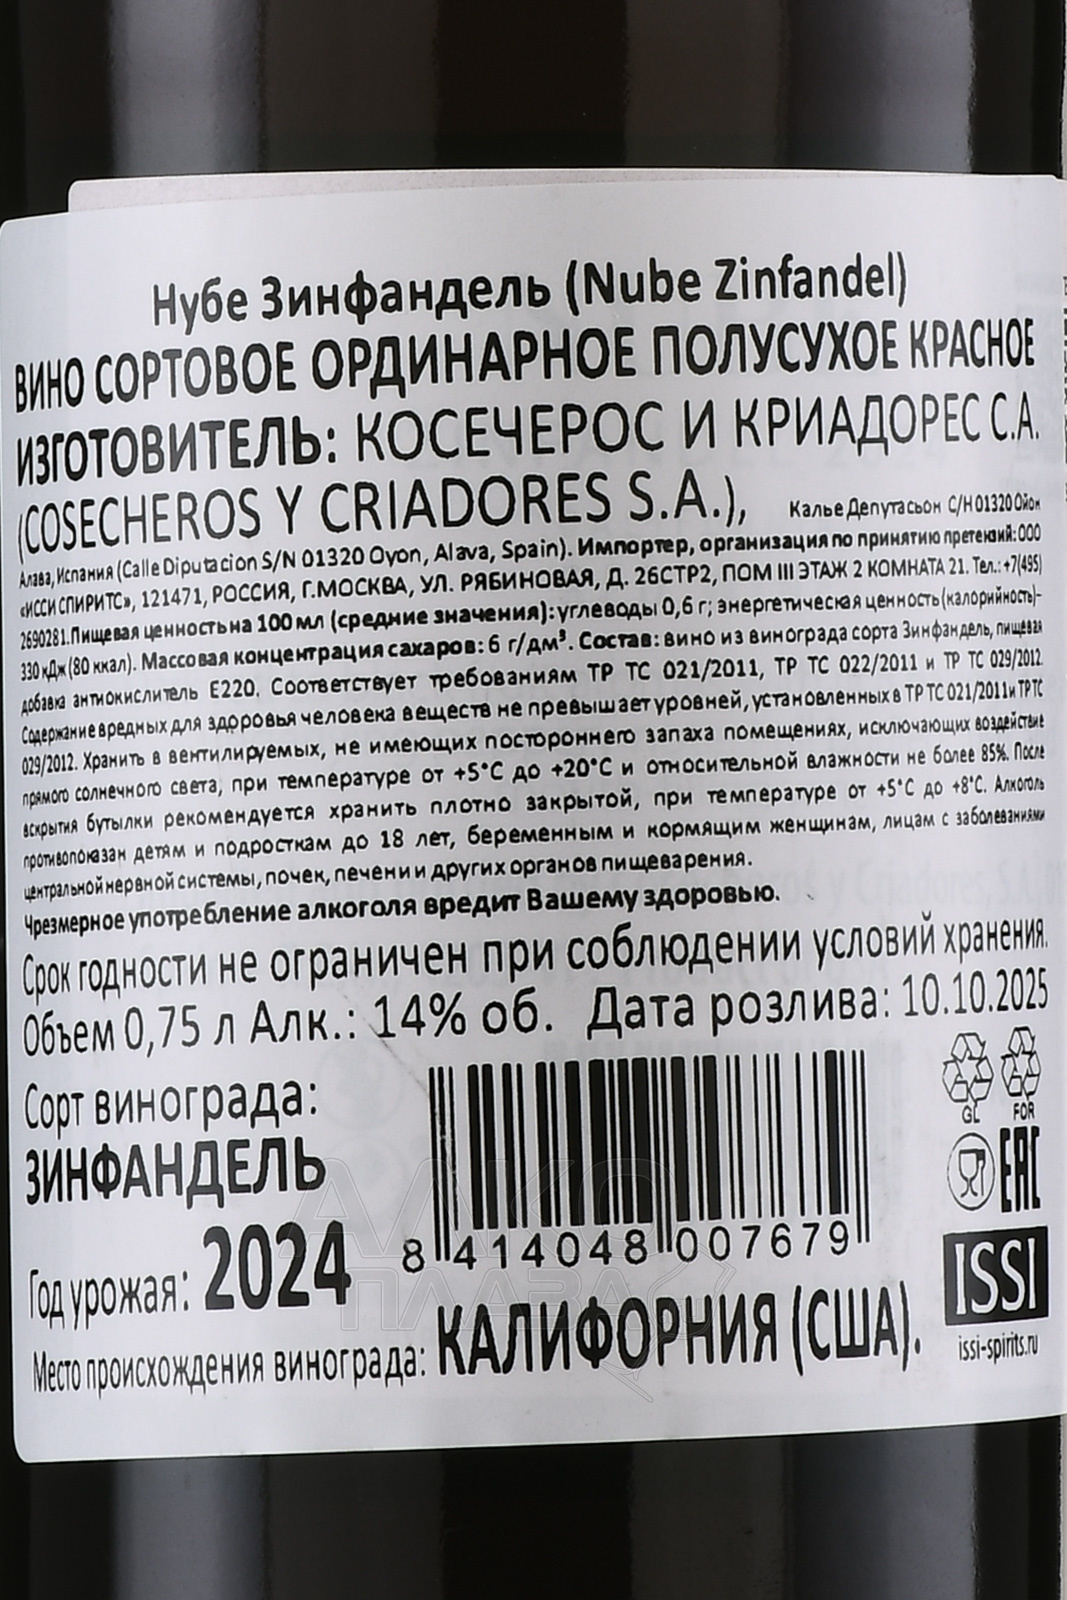 Нубе Зинфандель (Nube Zinfandel)
ВИНО СОРТОВОЕ ОРДИНАРНОЕ ПОЛУСУХОЕ КРАСНОЕ
ИЗГОТОВИТЕЛЬ: КОСЕЧЕРОС И КРИАДОРЕС С.А.
(COSECHEROS Y CRIADORES S.A.), Калье Депутасьон С/Н 01320 Ойон
Алава, Испания (Calle Diputacion S/N 01320 Oyon, Alava, Spain). Импортер, организация по принятию претензий: ООО
«ИССИ СПИРИТС», 121471, РОССИЯ, Г.МОСКВА, УЛ. РЯБИНОВАЯ, Д. 26СТР2, ПОМ III ЭТАЖ 2 КОМНАТА 21. Тел.: +7(495)
2690281. Пищевая ценность на 100 мл (средние значения): углеводы 0,6 г; энергетическая ценность (калорийность)-
330 кДж (80 ккал). Массовая концентрация сахаров: 6 г/дм³. Состав: вино из винограда сорта Зинфандель, пищевая
добавка антиокислитель Е220. Соответствует требованиям ТР ТС 021/2011, ТР ТС 022/2011 и ТР ТС 029/2012.
Содержание вредных для здоровья человека веществ не превышает уровней, установленных в ТР ТС 021/2011 и ТР ТС
029/2012. Хранить в вентилируемых, не имеющих постороннего запаха помещениях, исключающих воздействие
прямого солнечного света, при температуре от +5°С до +20°С и относительной влажности не более 85%. После
вскрытия бутылки рекомендуется хранить плотно закрытой, при температуре от +5°С до +8°С. Алкоголь
противопоказан детям и подросткам до 18 лет, беременным и кормящим женщинам, лицам с заболеваниями
центральной нервной системы, почек, печени и других органов пищеварения.
Чрезмерное употребление алкоголя вредит Вашему здоровью.
Срок годности не ограничен при соблюдении условий хранения.
Объем 0,75 л Алк.: 14% об. Дата розлива: 10.10.2025
Сорт винограда:
ЗИНФАНДЕЛЬ
Год урожая: 2024
8 414048 007679
GL FOR
EAC
ISSI
issi-spirits.ru
Место происхождения винограда: КАЛИФОРНИЯ (США).
АЛКО
ПЛАЗА